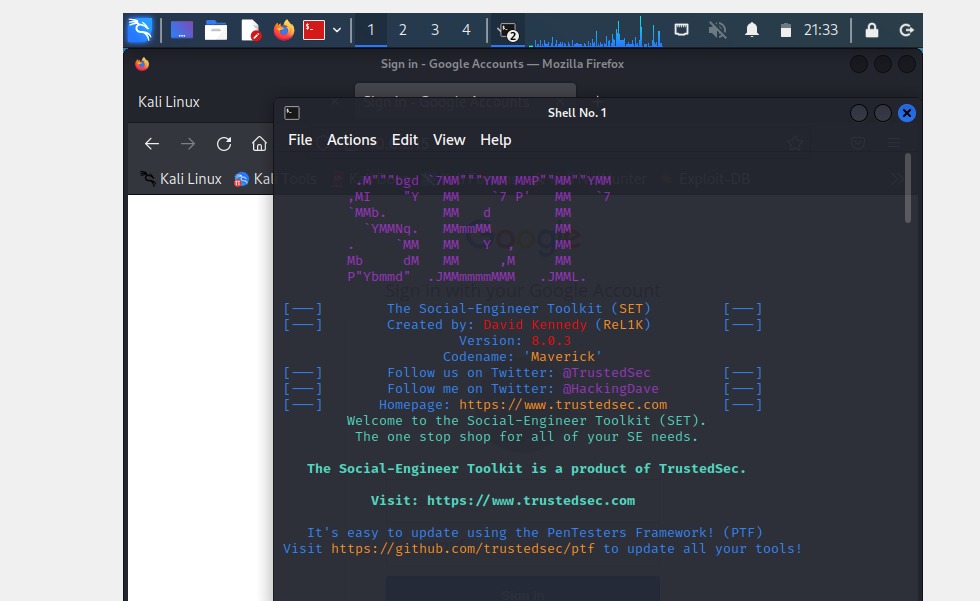 1 2 3 4 2 21:33
Sign in - Google Accounts — Mozilla Firefox
Kali Linux Sign in - Google Accounts
Shell No. 1
File Actions Edit View Help
Kali Linux Kal Tools Exploit-DB
.M"""bgd `7MM"""YMM MMP""MM""YMM
,MI "Y MM `7 P' MM `7
`MMb. MM d MM
`YMMNq. MMmmMM MM
. `MM MM Y , MM
Mb dM MM ,M MM
P"Ybmmd" .JMMmmmmMMM .JMML.
Google
Sign in with your Google Account
[---] The Social-Engineer Toolkit (SET) [---]
[---] Created by: David Kennedy (ReL1K) [---]
Version: 8.0.3
Codename: 'Maverick'
[---] Follow us on Twitter: @TrustedSec [---]
[---] Follow me on Twitter: @HackingDave [---]
[---] Homepage: https://www.trustedsec.com [---]
Welcome to the Social-Engineer Toolkit (SET).
The one stop shop for all of your SE needs.
The Social-Engineer Toolkit is a product of TrustedSec.
Visit: https://www.trustedsec.com
It's easy to update using the PenTesters Framework! (PTF)
Visit https://github.com/trustedsec/ptf to update all your tools!
Sign in